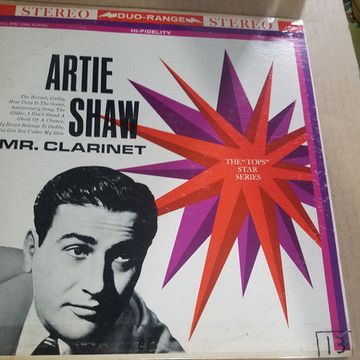 STEREO DUO-RANGE STEREO
HI-FIDELITY
ARTIE
SHAW
MR. CLARINET
The Hornet, Guilty,
How Deep Is The Ocean,
Anniversary Song, The
Glider, I Don't Stand A
Ghost Of A Chance,
My Heart Belongs To Daddy,
I've Got You Under My Skin.
THE "TOPS"
STAR
SERIES
13